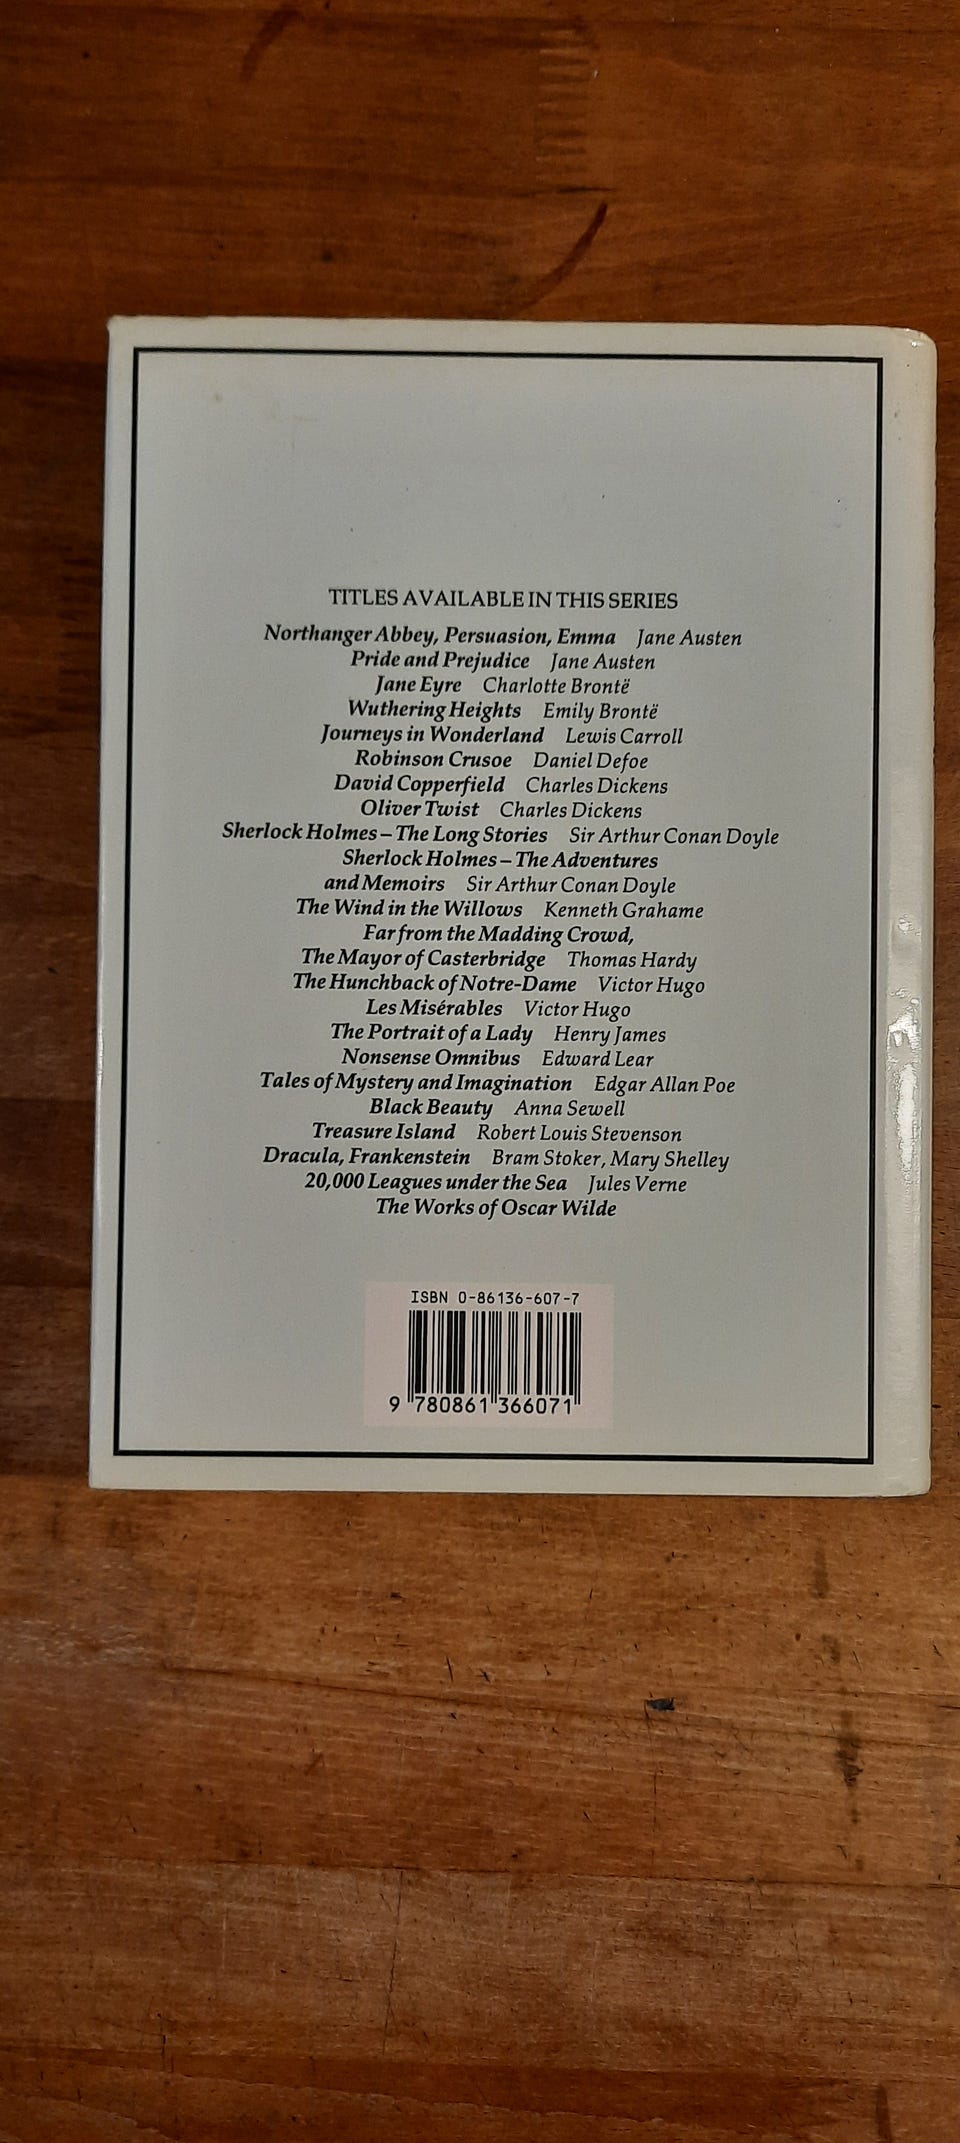 TITLES AVAILABLE IN THIS SERIES
Northanger Abbey, Persuasion, Emma Jane Austen
Pride and Prejudice Jane Austen
Jane Eyre Charlotte Brontë
Wuthering Heights Emily Brontë
Journeys in Wonderland Lewis Carroll
Robinson Crusoe Daniel Defoe
David Copperfield Charles Dickens
Oliver Twist Charles Dickens
Sherlock Holmes – The Long Stories Sir Arthur Conan Doyle
Sherlock Holmes – The Adventures
and Memoirs Sir Arthur Conan Doyle
The Wind in the Willows Kenneth Grahame
Far from the Madding Crowd,
The Mayor of Casterbridge Thomas Hardy
The Hunchback of Notre-Dame Victor Hugo
Les Misérables Victor Hugo
The Portrait of a Lady Henry James
Nonsense Omnibus Edward Lear
Tales of Mystery and Imagination Edgar Allan Poe
Black Beauty Anna Sewell
Treasure Island Robert Louis Stevenson
Dracula, Frankenstein Bram Stoker, Mary Shelley
20,000 Leagues under the Sea Jules Verne
The Works of Oscar Wilde
ISBN 0-86136-607-7
9 780861 366071